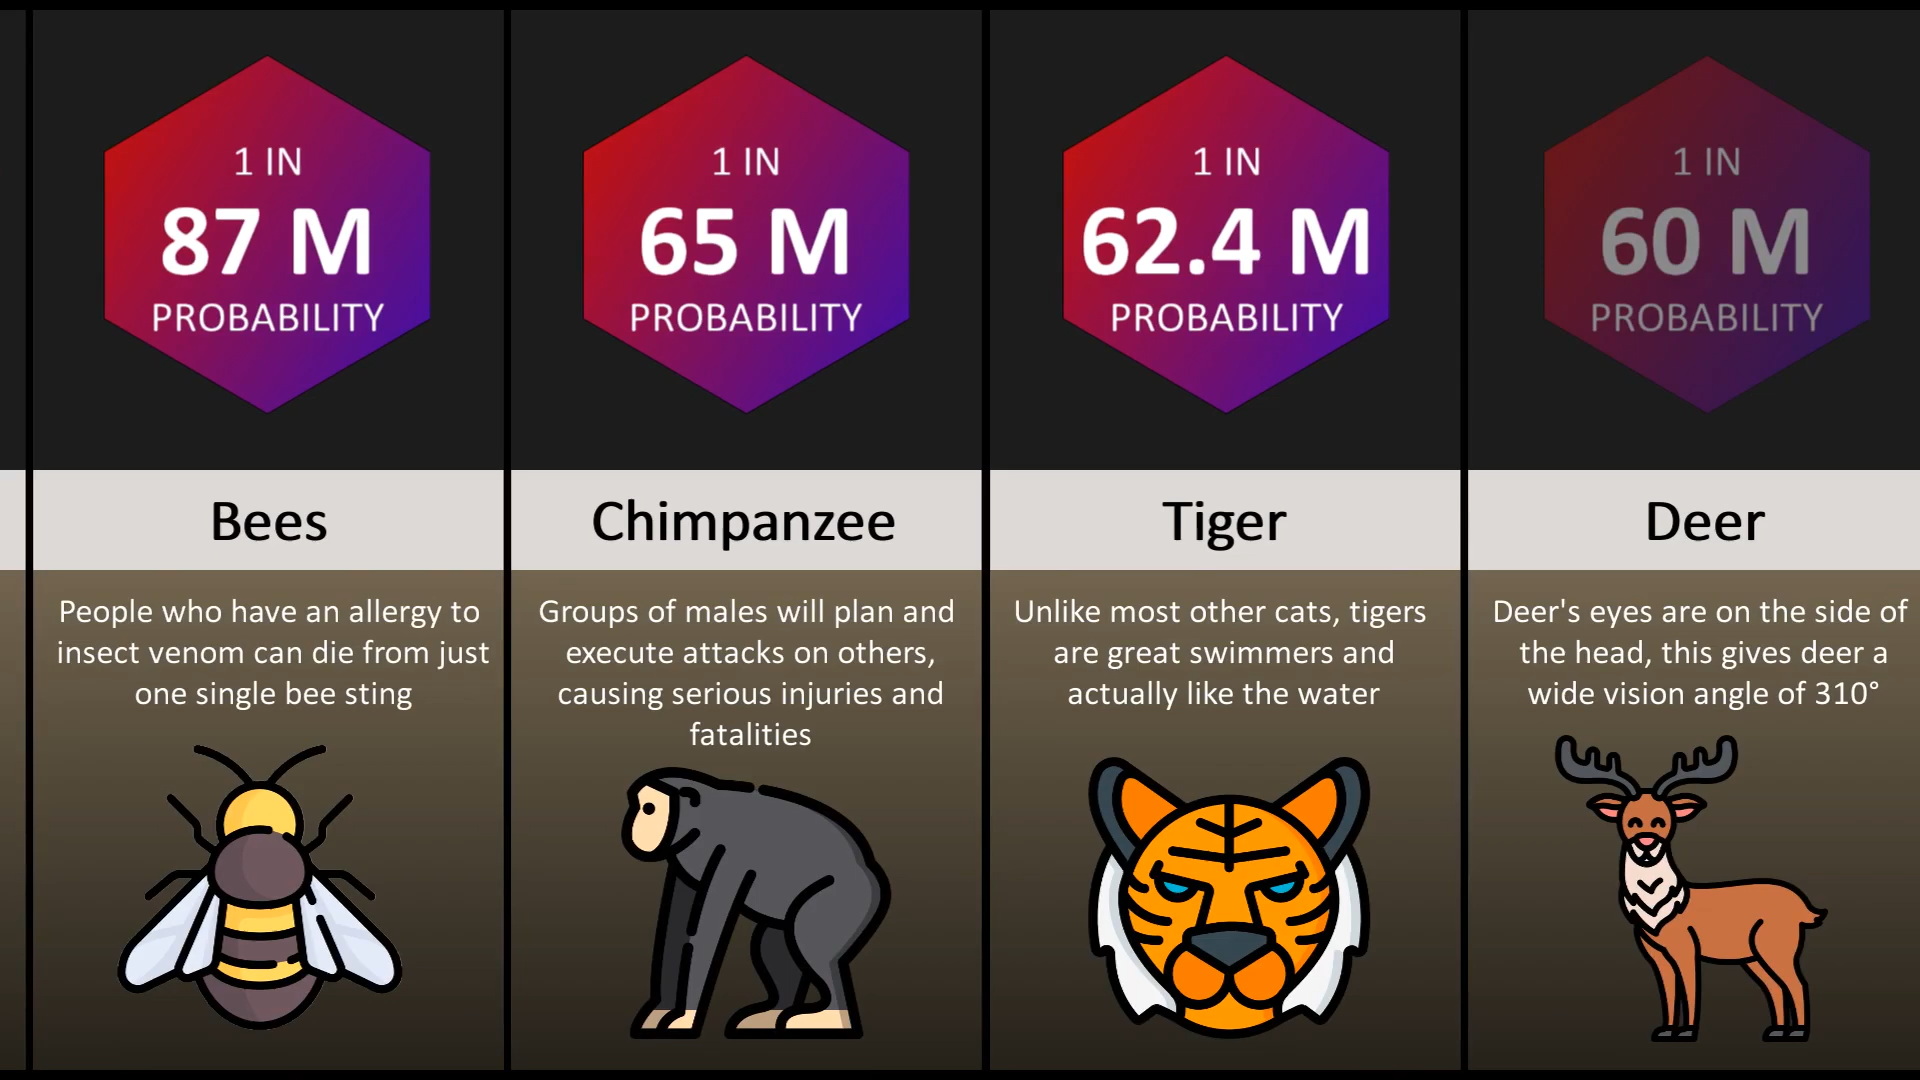 1 IN
87 M
PROBABILITY
Bees
People who have an allergy to
insect venom can die from just
one single bee sting
1 IN
65 M
PROBABILITY
Chimpanzee
Groups of males will plan and
execute attacks on others,
causing serious injuries and
fatalities
1 IN
62.4 M
PROBABILITY
Tiger
Unlike most other cats, tigers
are great swimmers and
actually like the water
1 IN
60 M
PROBABILITY
Deer
Deer's eyes are on the side of
the head, this gives deer a
wide vision angle of 310°